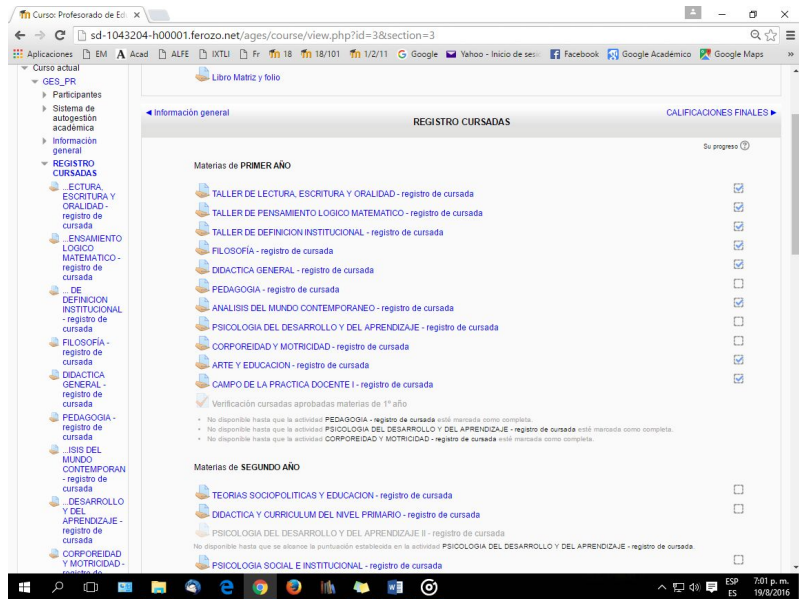 Curso: Profesorado de Edu
sd-1043204-h00001.ferozo.net/ages/course/view.php?id=3&section=3
Aplicaciones EM Acad ALFE IXTLI Fr 18 18/101 1/2/11 Google Yahoo - Inicio de sesi Facebook Google Académico Google Maps »
Curso actual
GES_PR
Participantes
Sistema de
autogestión
académica
Información
general
REGISTRO
CURSADAS
...ECTURA,
ESCRITURA Y
ORALIDAD -
registro de
cursada
...ENSAMIENTO
LOGICO
MATEMATICO -
registro de
cursada
... DE
DEFINICION
INSTITUCIONAL
- registro de
cursada
FILOSOFÍA -
registro de
cursada
DIDACTICA
GENERAL -
registro de
cursada
PEDAGOGIA -
registro de
cursada
...ISIS DEL
MUNDO
CONTEMPORAN
- registro de
cursada
...DESARROLLO
Y DEL
APRENDIZAJE -
registro de
cursada
CORPOREIDAD
Y MOTRICIDAD -
registro de
Libro Matriz y folio
◄ Información general
CALIFICACIONES FINALES ►
REGISTRO CURSADAS
Su progreso
Materias de PRIMER AÑO
TALLER DE LECTURA, ESCRITURA Y ORALIDAD - registro de cursada
TALLER DE PENSAMIENTO LOGICO MATEMATICO - registro de cursada
TALLER DE DEFINICION INSTITUCIONAL - registro de cursada
FILOSOFÍA - registro de cursada
DIDACTICA GENERAL - registro de cursada
PEDAGOGIA - registro de cursada
ANALISIS DEL MUNDO CONTEMPORANEO - registro de cursada
PSICOLOGIA DEL DESARROLLO Y DEL APRENDIZAJE - registro de cursada
CORPOREIDAD Y MOTRICIDAD - registro de cursada
ARTE Y EDUCACION - registro de cursada
CAMPO DE LA PRACTICA DOCENTE I - registro de cursada
Verificación cursadas aprobadas materias de 1° año
• No disponible hasta que la actividad PEDAGOGIA - registro de cursada esté marcada como completa.
• No disponible hasta que la actividad PSICOLOGIA DEL DESARROLLO Y DEL APRENDIZAJE - registro de cursada esté marcada como completa.
• No disponible hasta que la actividad CORPOREIDAD Y MOTRICIDAD - registro de cursada esté marcada como completa.
Materias de SEGUNDO AÑO
TEORIAS SOCIOPOLITICAS Y EDUCACION - registro de cursada
DIDACTICA Y CURRICULUM DEL NIVEL PRIMARIO - registro de cursada
PSICOLOGIA DEL DESARROLLO Y DEL APRENDIZAJE II - registro de cursada
No disponible hasta que se alcance la puntuación establecida en la actividad PSICOLOGIA DEL DESARROLLO Y DEL APRENDIZAJE - registro de cursada.
PSICOLOGIA SOCIAL E INSTITUCIONAL - registro de cursada
ESP
ES
7:01 p. m.
19/8/2016